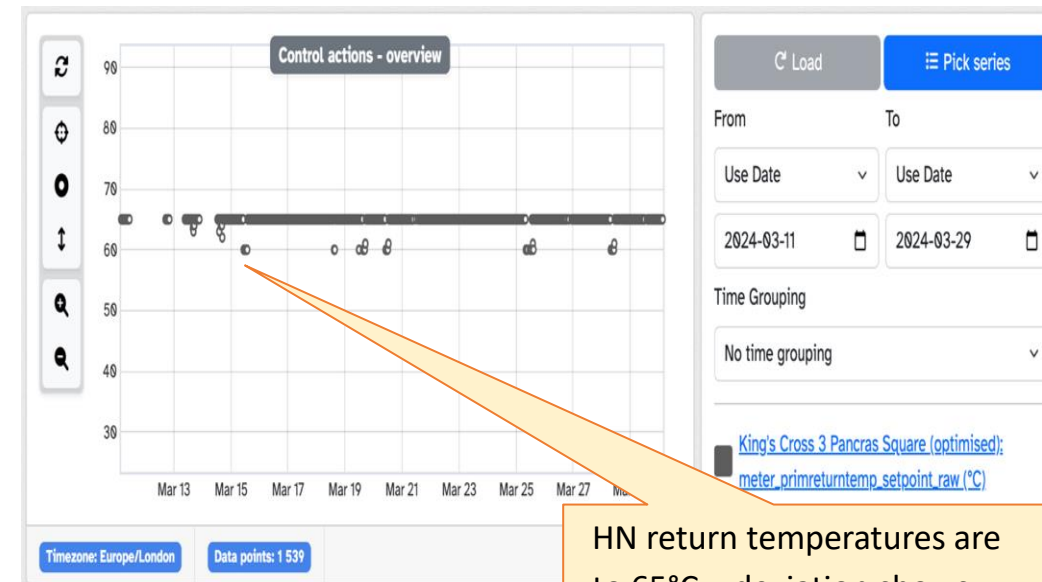 Control actions - overview
90
80
70
60
50
40
30
Mar 13 Mar 15 Mar 17 Mar 19 Mar 21 Mar 23 Mar 25 Mar 27
Timezone: Europe/London Data points: 1 539
Load Pick series
From To
Use Date Use Date
2024-03-11 2024-03-29
Time Grouping
No time grouping
King's Cross 3 Pancras Square (optimised):
meter_primreturntemp_setpoint_raw (°C)
HN return temperatures are